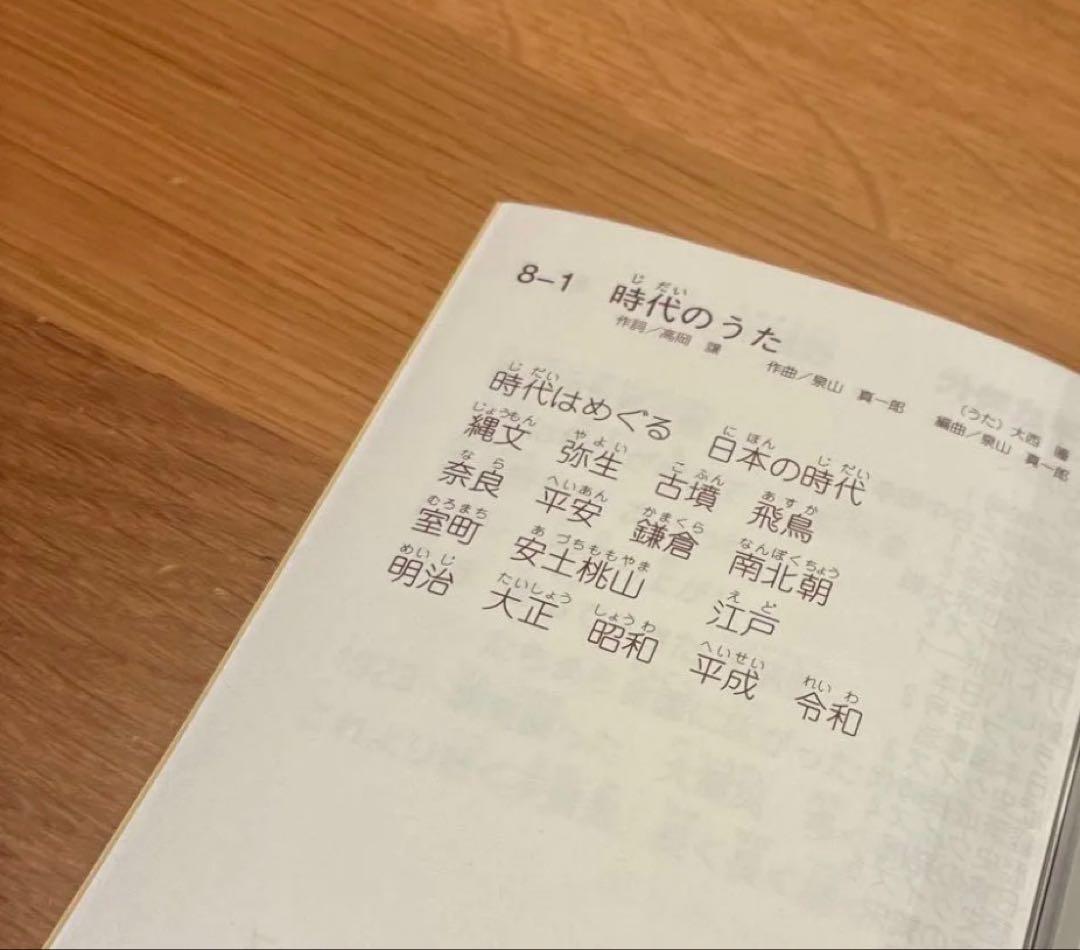 8−1 時代のうた
作詞／高岡 譲 作曲／泉山 真一郎
(うた) 大西
編曲／泉山 真一郎
時代はめぐる 日本の時代
縄文 弥生 古墳 飛鳥
奈良 平安 鎌倉 南北朝
室町 安土桃山 江戸
明治 大正 昭和 平成 令和